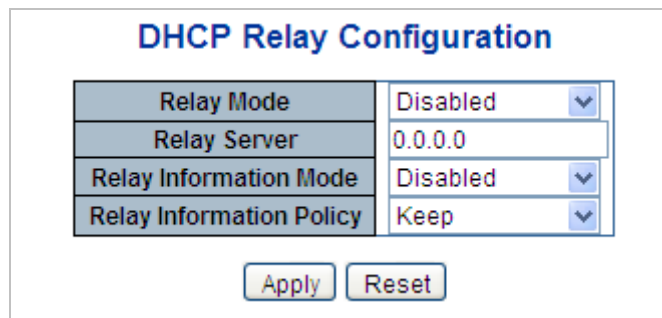 DHCP Relay Configuration
Relay Mode Disabled
Relay Server 0.0.0.0
Relay Information Mode Disabled
Relay Information Policy Keep
Apply Reset